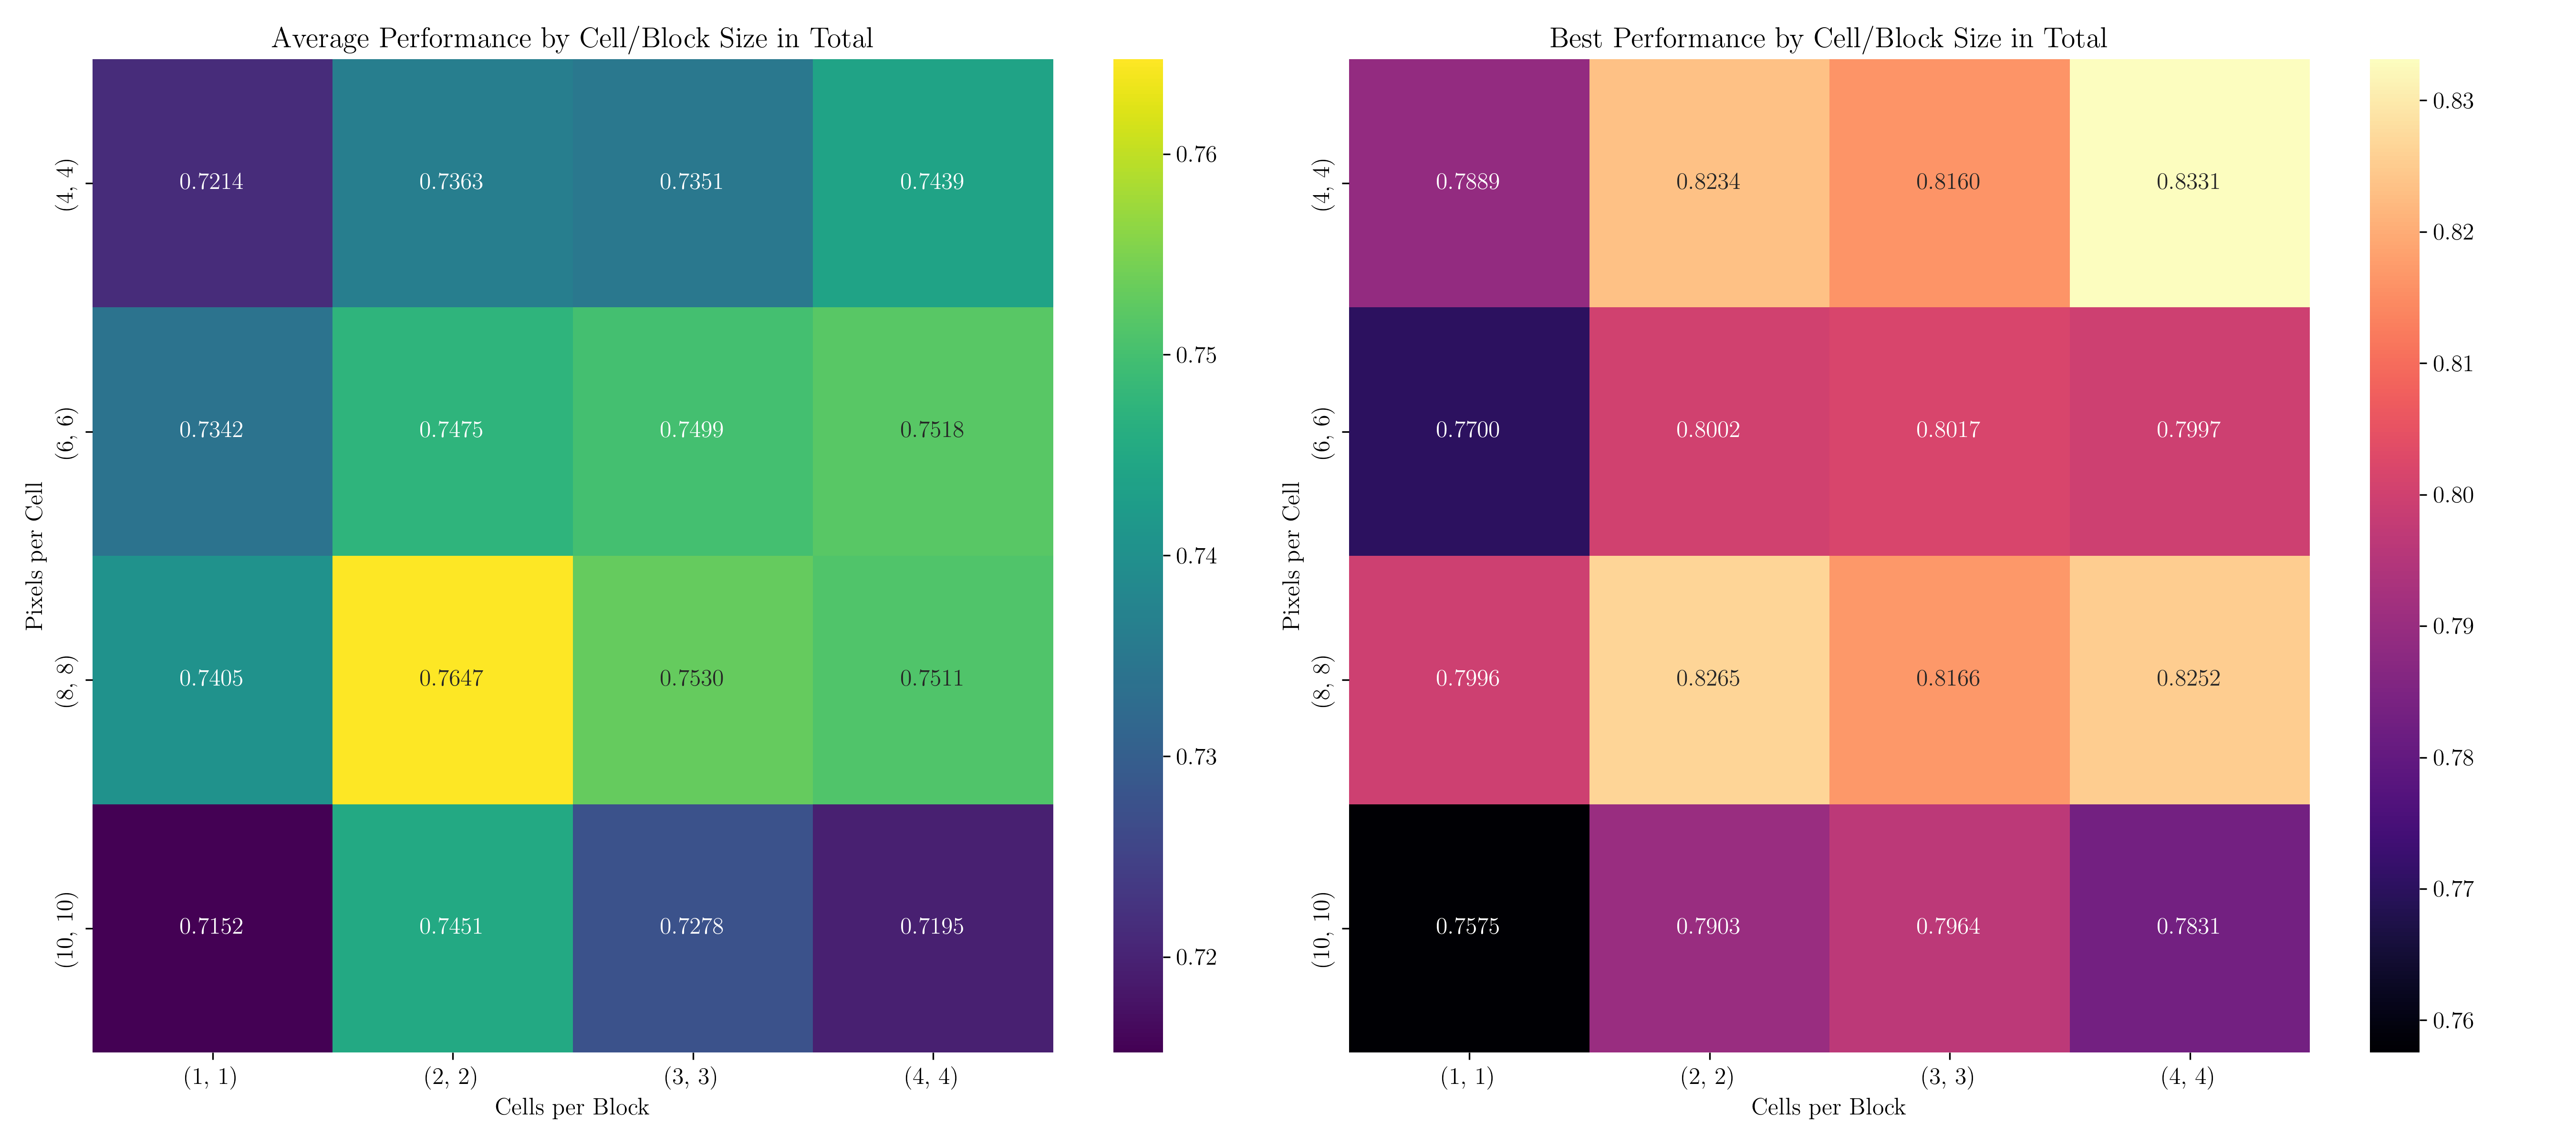 Average Performance by Cell/Block Size in Total
Pixels per Cell
(4, 4)
0.7214 0.7363 0.7351 0.7439
(6, 6)
0.7342 0.7475 0.7499 0.7518
(8, 8)
0.7405 0.7647 0.7530 0.7511
(10, 10)
0.7152 0.7451 0.7278 0.7195
(1, 1) (2, 2) (3, 3) (4, 4)
Cells per Block
0.76
0.75
0.74
0.73
0.72
Best Performance by Cell/Block Size in Total
Pixels per Cell
(4, 4)
0.7889 0.8234 0.8160 0.8331
(6, 6)
0.7700 0.8002 0.8017 0.7997
(8, 8)
0.7996 0.8265 0.8166 0.8252
(10, 10)
0.7575 0.7903 0.7964 0.7831
(1, 1) (2, 2) (3, 3) (4, 4)
Cells per Block
0.83
0.82
0.81
0.80
0.79
0.78
0.77
0.76